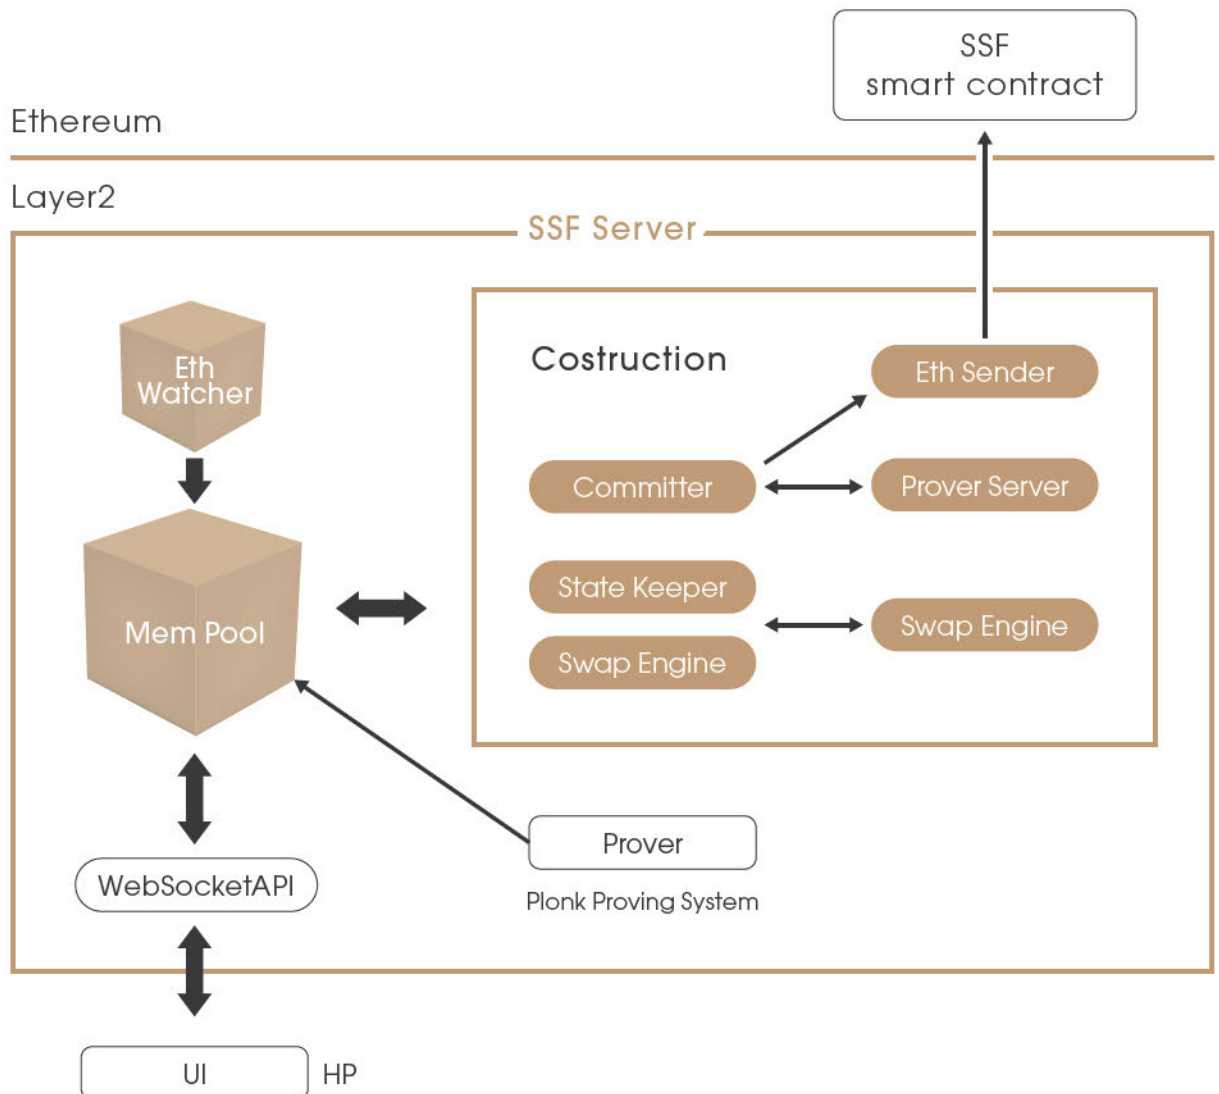 SSF
smart contract
Ethereum
Layer2
SSF Server
Eth
Watcher
Costruction
Eth Sender
Committer
Prover Server
Mem Pool
State Keeper
Swap Engine
Swap Engine
Prover
Plonk Proving System
WebSocketAPI
UI
HP